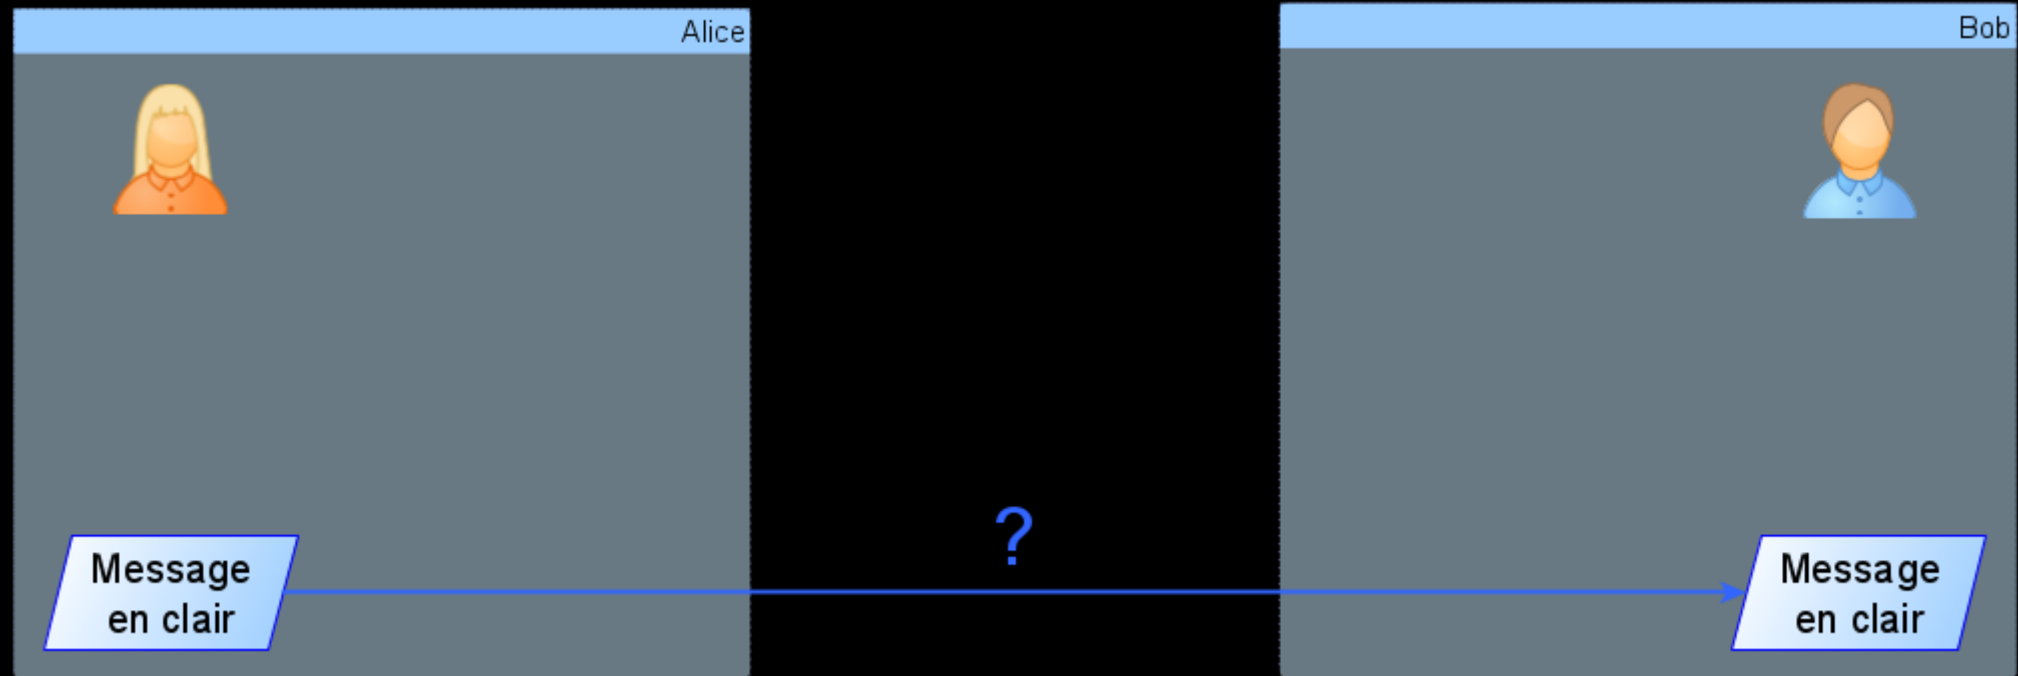 Alice
Bob
?
Message
en clair
Message
en clair